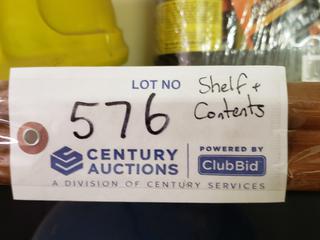 LOT NO
576
Shelf +
Contents
CENTURY
AUCTIONS
POWERED BY
ClubBid
A DIVISION OF CENTURY SERVICES